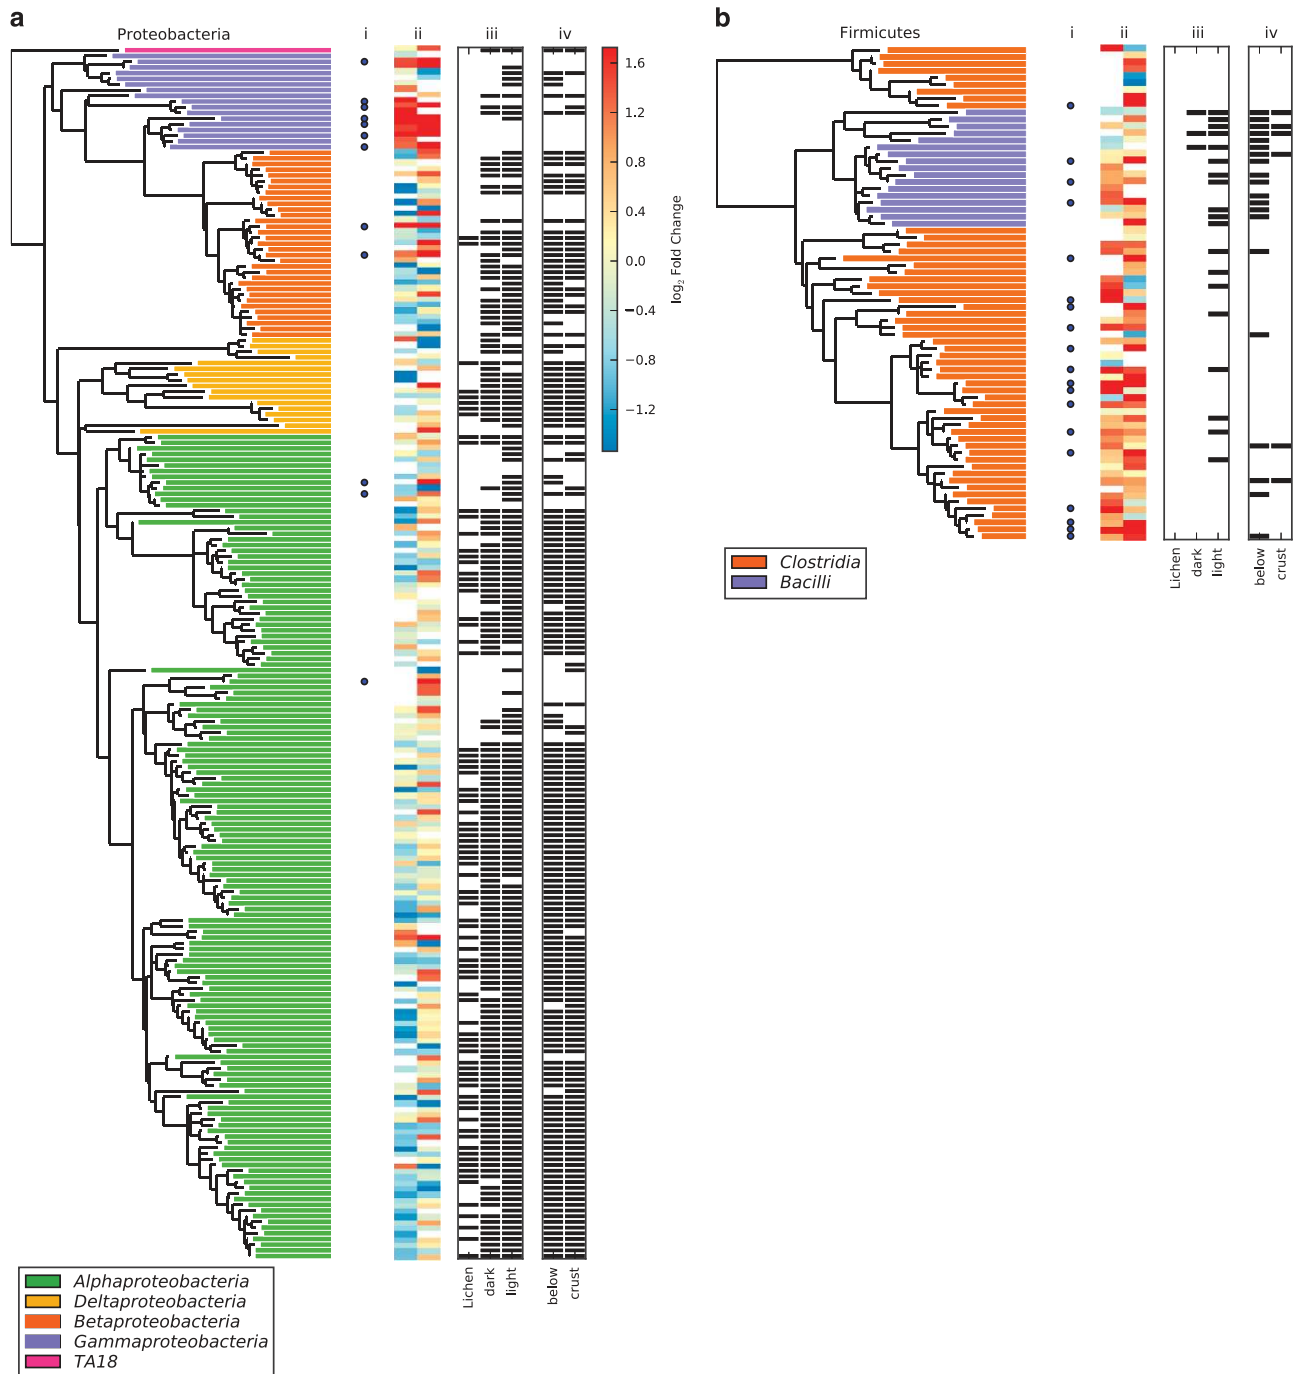 a
Proteobacteria
i
ii
iii
iv
1.6
1.2
0.8
0.4
0.0
−0.4
−0.8
−1.2
log2 Fold Change
Lichen
dark
light
below
crust
Alphaproteobacteria
Deltaproteobacteria
Betaproteobacteria
Gammaproteobacteria
TA18
b
Firmicutes
i
ii
iii
iv
Lichen
dark
light
below
crust
Clostridia
Bacilli